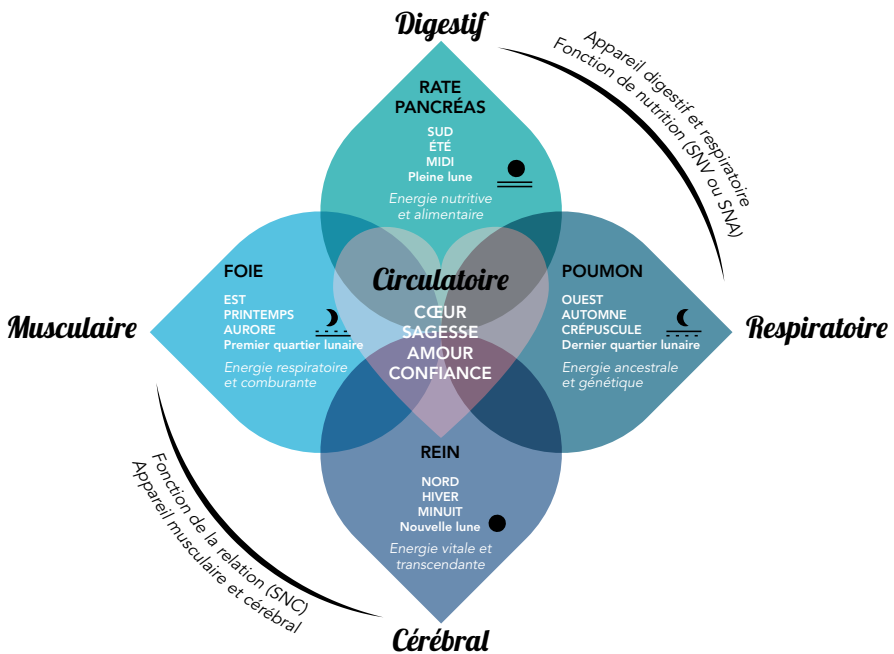 Digestif
Appareil digestif et respiratoire
Fonction de nutrition (SNV ou SNA)
RATE
PANCRÉAS
SUD
ÉTÉ
MIDI
Pleine lune
Energie nutritive
et alimentaire
Musculaire
FOIE
EST
PRINTEMPS
AURORE
Premier quartier lunaire
Energie respiratoire
et comburante
Circulatoire
CŒUR
SAGESSE
AMOUR
CONFIANCE
POUMON
OUEST
AUTOMNE
CRÉPUSCULE
Dernier quartier lunaire
Energie ancestrale
et génétique
Respiratoire
REIN
NORD
HIVER
MINUIT
Nouvelle lune
Energie vitale et
transcendante
Fonction de la relation (SNC)
Appareil musculaire et cérébral
Cérébral